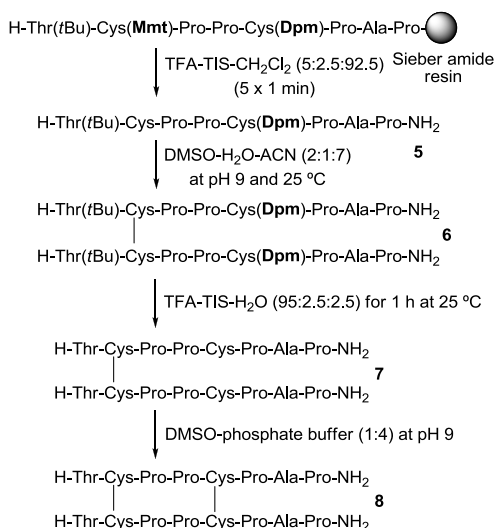 H-Thr(tBu)-Cys(Mmt)-Pro-Pro-Cys(Dpm)-Pro-Ala-Pro-
Sieber amide
resin
TFA-TIS-CH2Cl2 (5:2.5:92.5)
(5 x 1 min)
H-Thr(tBu)-Cys-Pro-Pro-Cys(Dpm)-Pro-Ala-Pro-NH2
5
DMSO-H2O-ACN (2:1:7)
at pH 9 and 25 ºC
H-Thr(tBu)-Cys-Pro-Pro-Cys(Dpm)-Pro-Ala-Pro-NH2
6
H-Thr(tBu)-Cys-Pro-Pro-Cys(Dpm)-Pro-Ala-Pro-NH2
TFA-TIS-H2O (95:2.5:2.5) for 1 h at 25 ºC
H-Thr-Cys-Pro-Pro-Cys-Pro-Ala-Pro-NH2
7
H-Thr-Cys-Pro-Pro-Cys-Pro-Ala-Pro-NH2
DMSO-phosphate buffer (1:4) at pH 9
H-Thr-Cys-Pro-Pro-Cys-Pro-Ala-Pro-NH2
8
H-Thr-Cys-Pro-Pro-Cys-Pro-Ala-Pro-NH2